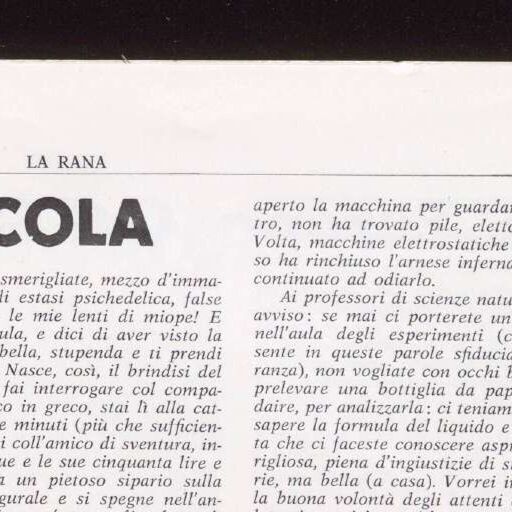 LA RANA
COLA
smerigliate, mezzo d'imma-
di estasi psichedelica, false
le mie lenti di miope! E
ula, e dici di aver visto la
bella, stupenda e ti prendi
Nasce, così, il brindisi del
fai interrogare col compa-
co in greco, stai lì alla cat-
e minuti (più che sufficien-
i coll'amico di sventura, in-
que e le sue cinquanta lire e
a un pietoso sipario sulla
gurale e si spegne nell'an-
aperto la macchina per guardar
tro, non ha trovato pile, elett
Volta, macchine elettrostatiche
so ha rinchiuso l'arnese inferna
continuato ad odiarlo.
Ai professori di scienze natu
avviso: se mai ci porterete un
nell'aula degli esperimenti (c
sente in queste parole sfiducia
ranza), non vogliate con occhi b
prelevare una bottiglia da pap
daire, per analizzarla: ci teniam
sapere la formula del liquido e
ta che ci faceste conoscere aspr
rigliosa, piena d'ingiustizie di s
rie, ma bella (a casa). Vorrei i
la buona volontà degli attenti